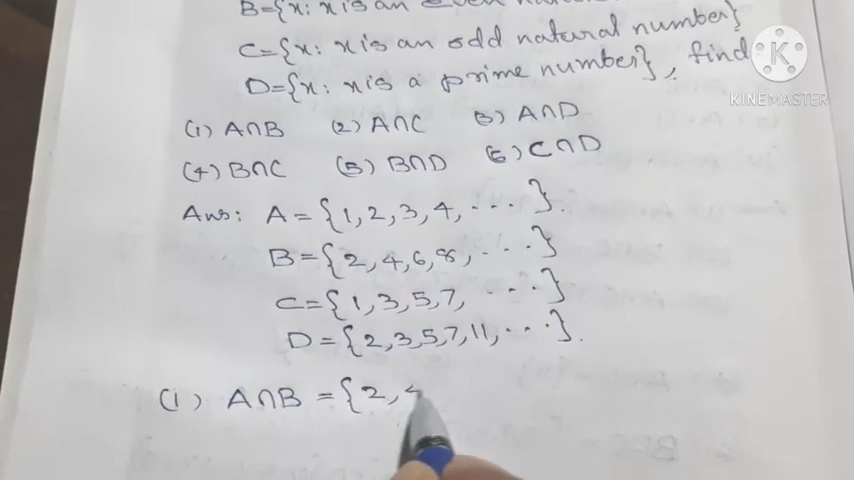 B={x: x is an even
C={x: x is an odd natural number}
D={x: x is a prime number}, find
(1) A∩B (2) A∩C (3) A∩D
(4) B∩C (5) B∩D (6) C∩D
Ans: A = {1,2,3,4,....}.
B={2,4,6,8,....}
C={1,3,5,7,....}
D={2,3,5,7,11,....}.
(1) A∩B = {2,4
KINEMASTER